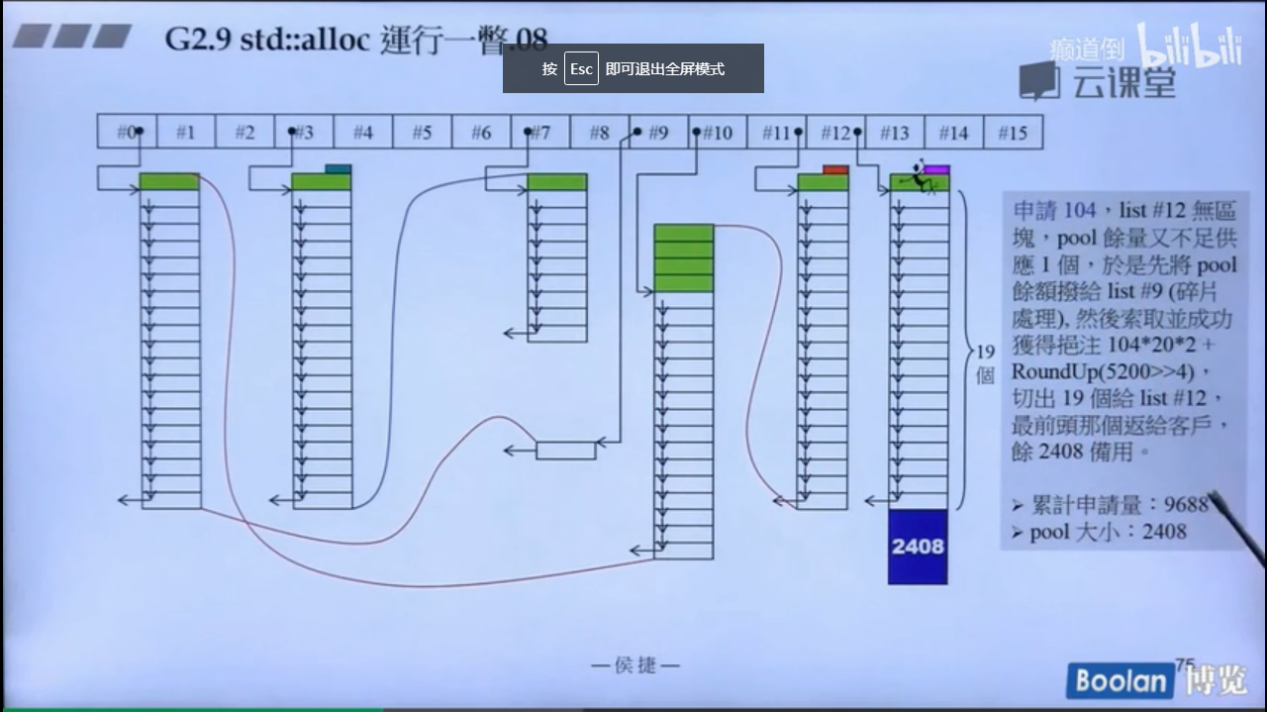 G2.9 std::alloc 運行一瞥.08
按 Esc 即可退出全屏模式
癫道倒 bilibili
云课堂
#0 #1 #2 #3 #4 #5 #6 #7 #8 #9 #10 #11 #12 #13 #14 #15
申請 104，list #12 無區
塊，pool 餘量又不足供
應 1 個，於是先將 pool
餘額撥給 list #9 (碎片
處理), 然後索取並成功
獲得挹注 104*20*2 +
RoundUp(5200>>4)，
切出 19 個給 list #12，
最前頭那個返給客戶，
餘 2408 備用。
➢ 累計申請量：9688
➢ pool 大小：2408
19
個
2408
—侯捷—
75
Boolan 博览